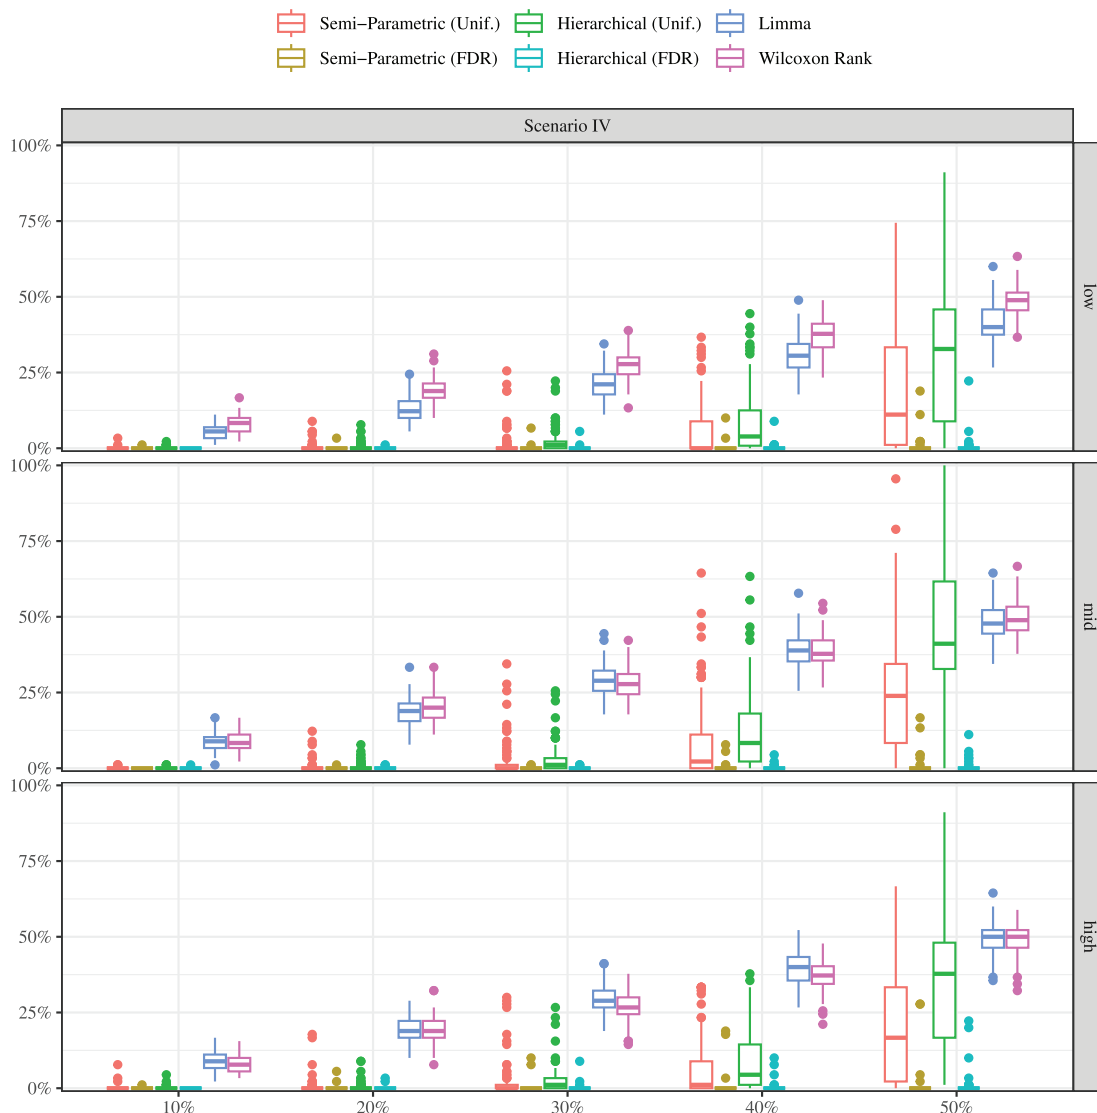 Semi−Parametric (Unif.) Hierarchical (Unif.) Limma
Semi−Parametric (FDR) Hierarchical (FDR) Wilcoxon Rank
Scenario IV
100%
75%
50%
25%
0%
low
100%
75%
50%
25%
0%
mid
100%
75%
50%
25%
0%
high
10% 20% 30% 40% 50%